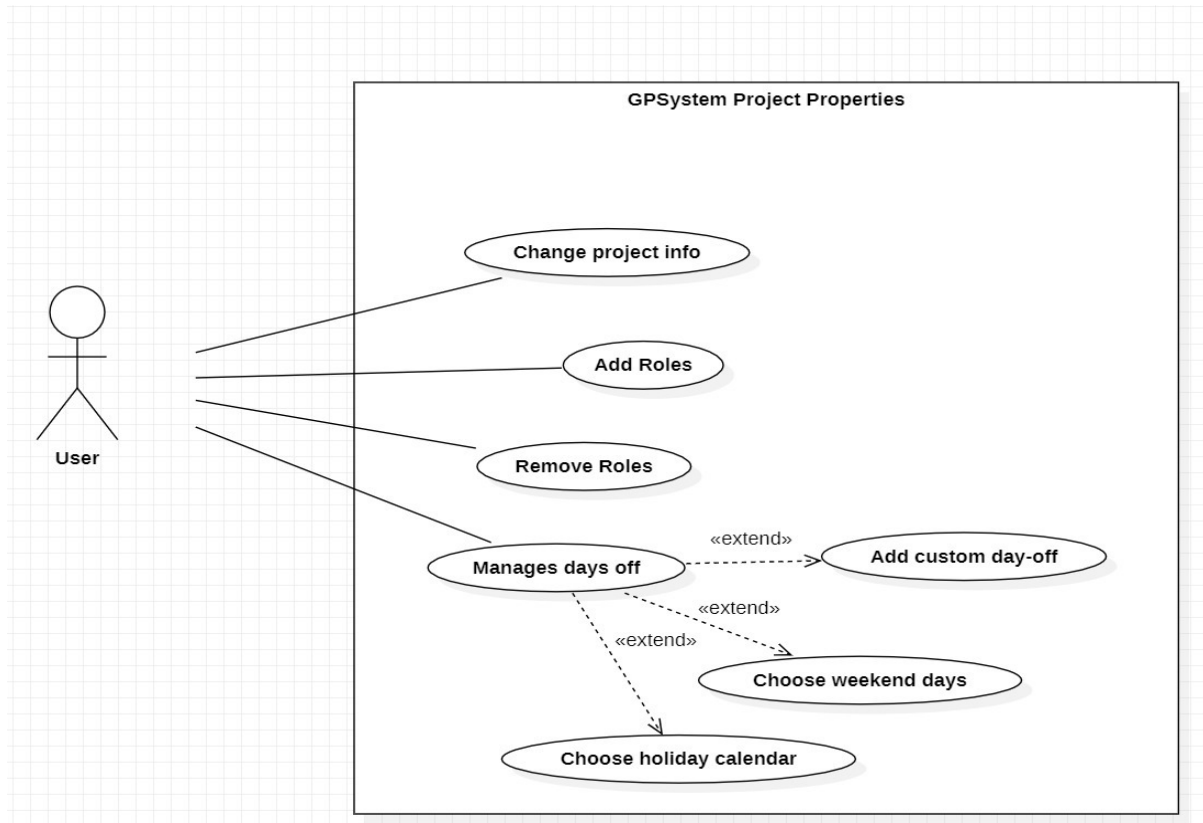 GPSystem Project Properties
Change project info
Add Roles
User
Remove Roles
«extend»
Manages days off
Add custom day-off
«extend»
«extend»
Choose weekend days
Choose holiday calendar